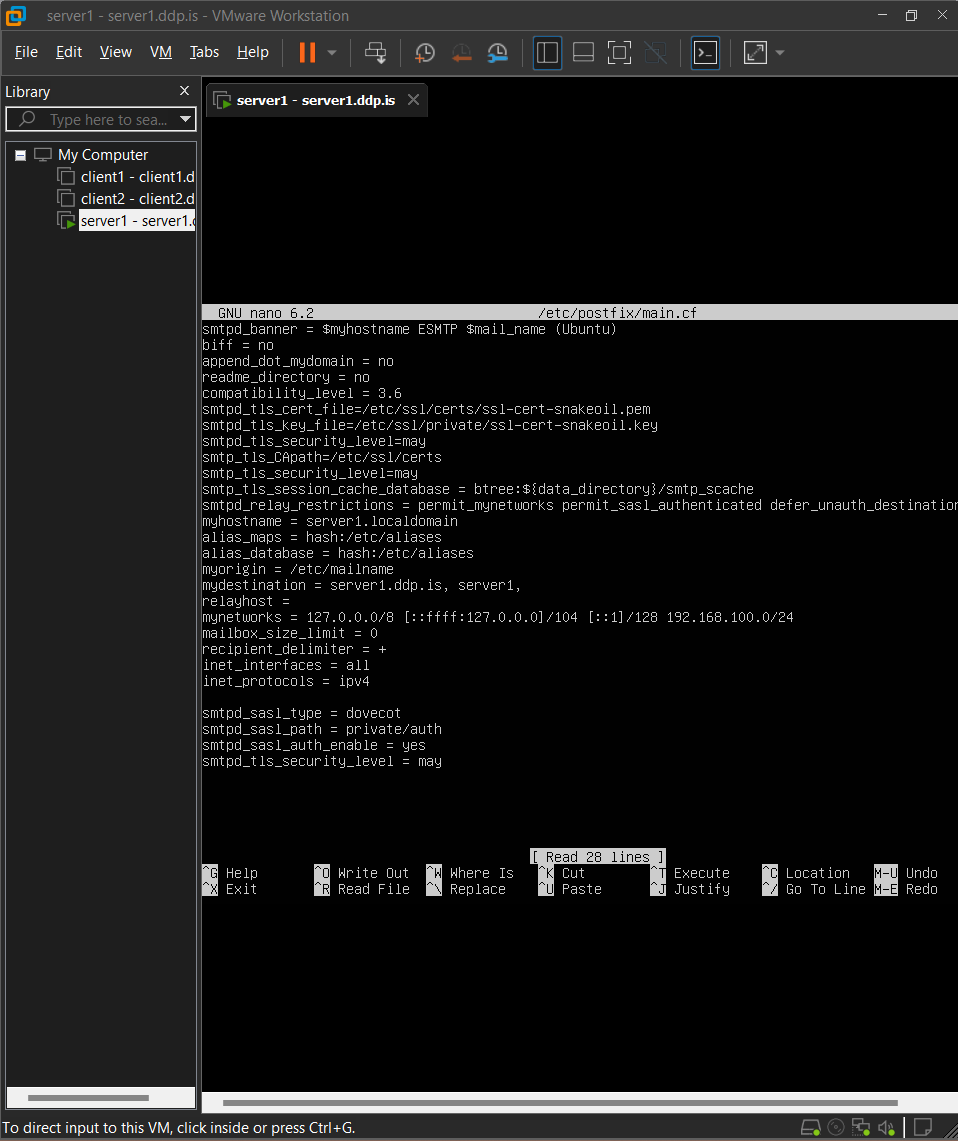 server1 - server1.ddp.is - VMware Workstation
File Edit View VM Tabs Help
Library
Type here to sea...
My Computer
client1 - client1.d
client2 - client2.d
server1 - server1.
server1 - server1.ddp.is
GNU nano 6.2 /etc/postfix/main.cf
smtpd_banner = $myhostname ESMTP $mail_name (Ubuntu)
biff = no
append_dot_mydomain = no
readme_directory = no
compatibility_level = 3.6
smtpd_tls_cert_file=/etc/ssl/certs/ssl-cert-snakeoil.pem
smtpd_tls_key_file=/etc/ssl/private/ssl-cert-snakeoil.key
smtpd_tls_security_level=may
smtp_tls_CApath=/etc/ssl/certs
smtp_tls_security_level=may
smtp_tls_session_cache_database = btree:${data_directory}/smtp_scache
smtpd_relay_restrictions = permit_mynetworks permit_sasl_authenticated defer_unauth_destination
myhostname = server1.localdomain
alias_maps = hash:/etc/aliases
alias_database = hash:/etc/aliases
myorigin = /etc/mailname
mydestination = server1.ddp.is, server1,
relayhost =
mynetworks = 127.0.0.0/8 [::ffff:127.0.0.0]/104 [::1]/128 192.168.100.0/24
mailbox_size_limit = 0
recipient_delimiter = +
inet_interfaces = all
inet_protocols = ipv4
smtpd_sasl_type = dovecot
smtpd_sasl_path = private/auth
smtpd_sasl_auth_enable = yes
smtpd_tls_security_level = may
[ Read 28 lines ]
^G Help ^O Write Out ^W Where Is ^K Cut ^T Execute ^C Location M-U Undo
^X Exit ^R Read File ^\ Replace ^U Paste ^J Justify ^/ Go To Line M-E Redo
To direct input to this VM, click inside or press Ctrl+G.